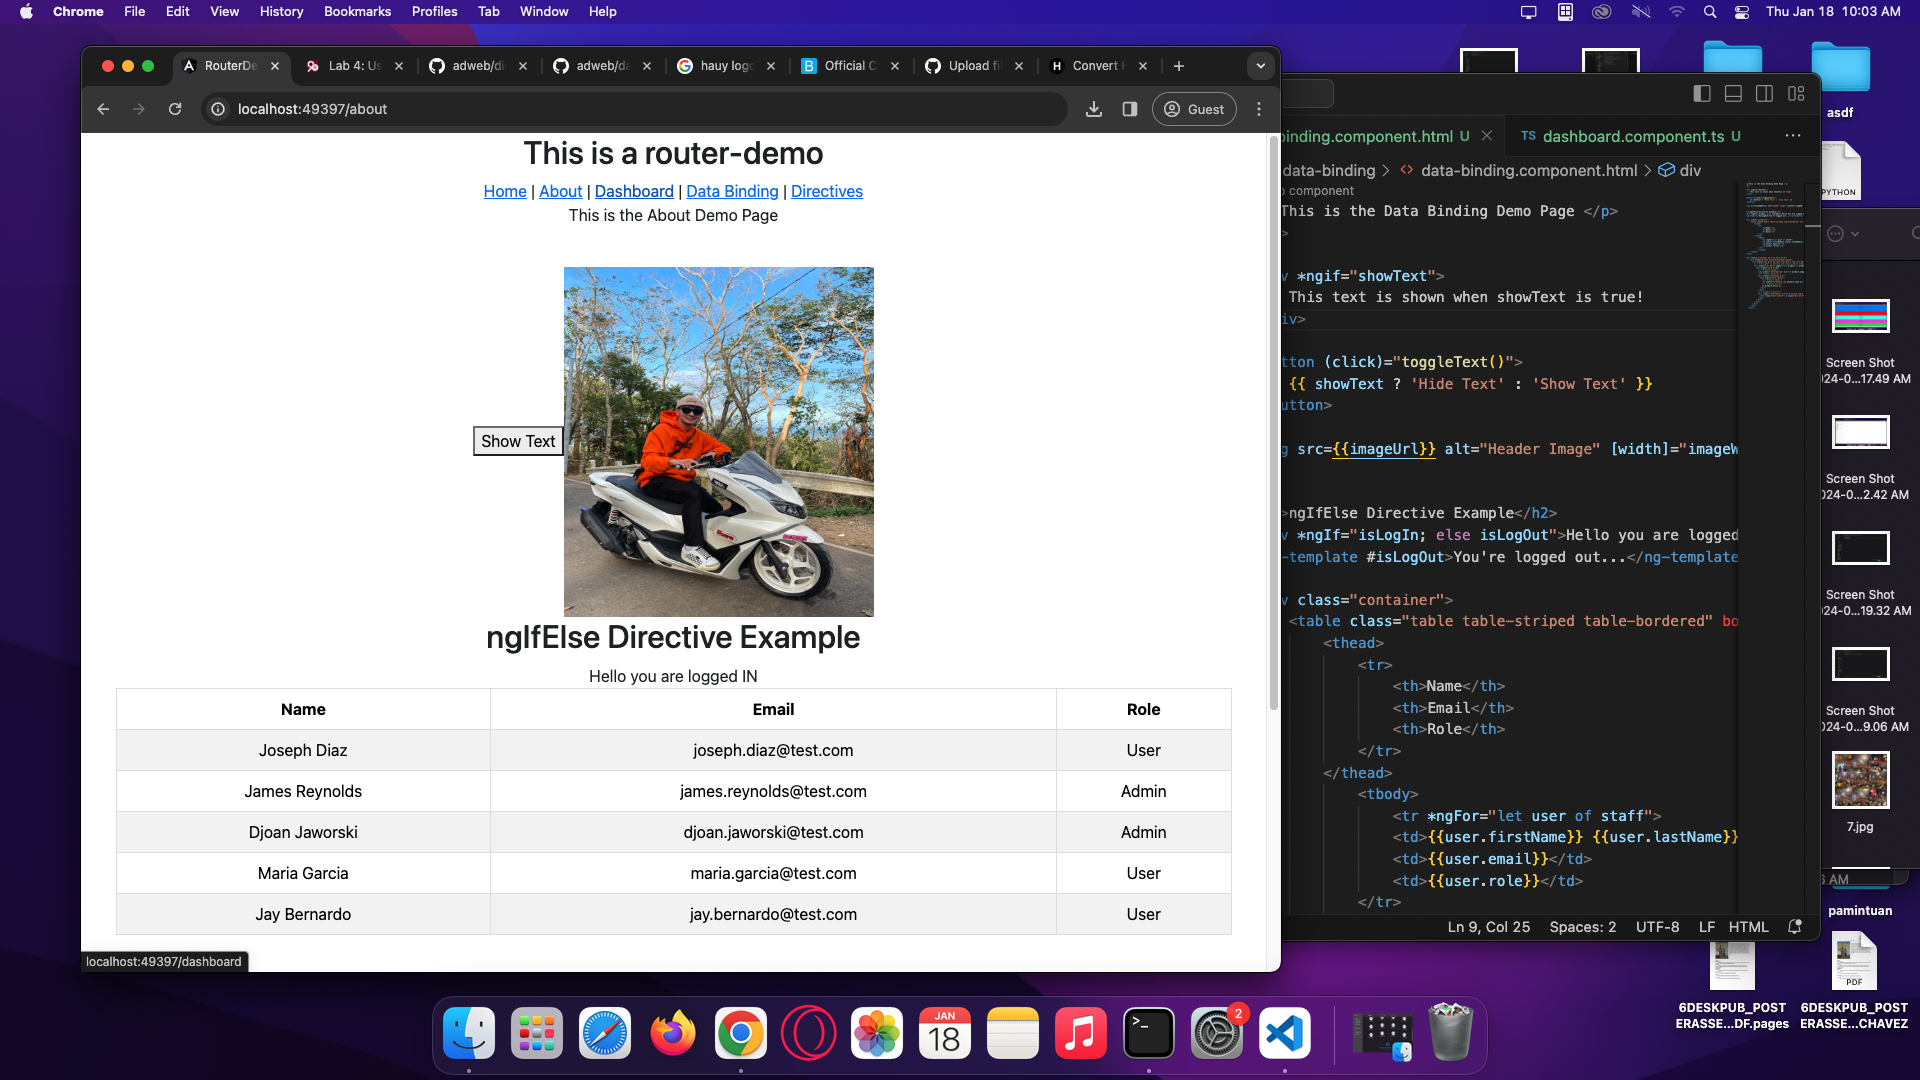 Chrome File Edit View History Bookmarks Profiles Tab Window Help Thu Jan 18 10:03 AM
RouterDe Lab 4: Us adweb/di adweb/da hauy logo Official C Upload fi Convert
localhost:49397/about Guest
This is a router-demo
Home | About | Dashboard | Data Binding | Directives
This is the About Demo Page
Show Text
ngIfElse Directive Example
Hello you are logged IN
Name Email Role
Joseph Diaz joseph.diaz@test.com User
James Reynolds james.reynolds@test.com Admin
Djoan Jaworski djoan.jaworski@test.com Admin
Maria Garcia maria.garcia@test.com User
Jay Bernardo jay.bernardo@test.com User
localhost:49397/dashboard
inding.component.html U TS dashboard.component.ts U
data-binding > data-binding.component.html > div
component
This is the Data Binding Demo Page </p>
>
*ngif="showText">
This text is shown when showText is true!
iv>
tton (click)="toggleText()">
{{ showText ? 'Hide Text' : 'Show Text' }}
utton>
src={{imageUrl}} alt="Header Image" [width]="imageW
>ngIfElse Directive Example</h2>
*ngIf="isLogIn; else isLogOut">Hello you are logged
-template #isLogOut>You're logged out...</ng-template
class="container">
<table class="table table-striped table-bordered" bo
<thead>
<tr>
<th>Name</th>
<th>Email</th>
<th>Role</th>
</tr>
</thead>
<tbody>
<tr *ngFor="let user of staff">
<td>{{user.firstName}} {{user.lastName}}
<td>{{user.email}}</td>
<td>{{user.role}}</td>
</tr>
Ln 9, Col 25 Spaces: 2 UTF-8 LF HTML
asdf
PYTHON
Screen Shot
024-0...17.49 AM
Screen Shot
024-0...2.42 AM
Screen Shot
024-0...19.32 AM
Screen Shot
024-0...9.06 AM
7.jpg
6 AM
pamintuan
PDF
6DESKPUB_POST
ERASSE...DF.pages
6DESKPUB_POST
ERASSE...CHAVEZ
JAN
18
2